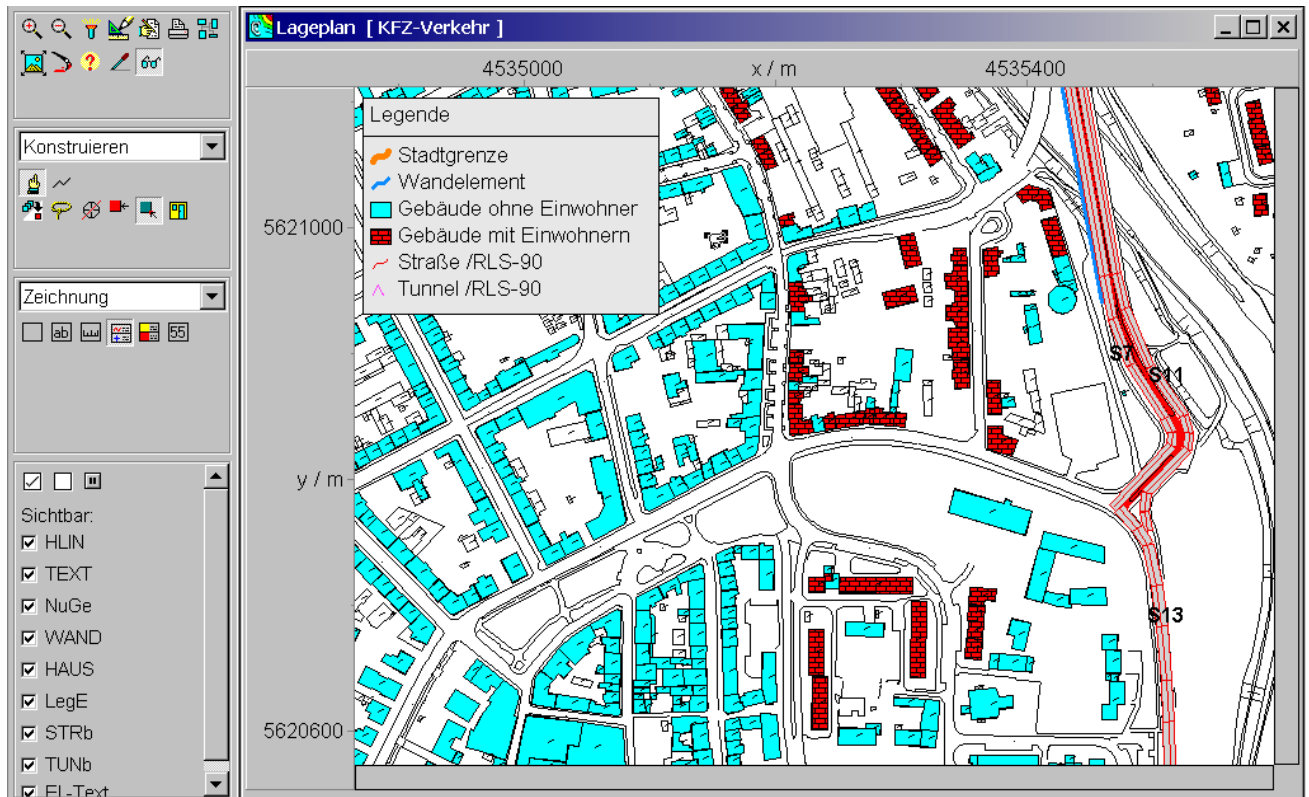 Lageplan [ KFZ-Verkehr ]
4535000 x / m 4535400
Konstruieren
Legende
Stadtgrenze
Wandelement
Gebäude ohne Einwohner
Gebäude mit Einwohnern
Straße /RLS-90
Tunnel /RLS-90
5621000
Zeichnung
ab
55
S7
S11
y / m
Sichtbar:
HLIN
TEXT
NuGe
WAND
HAUS
LegE
STRb
TUNb
EL-Text
S13
5620600